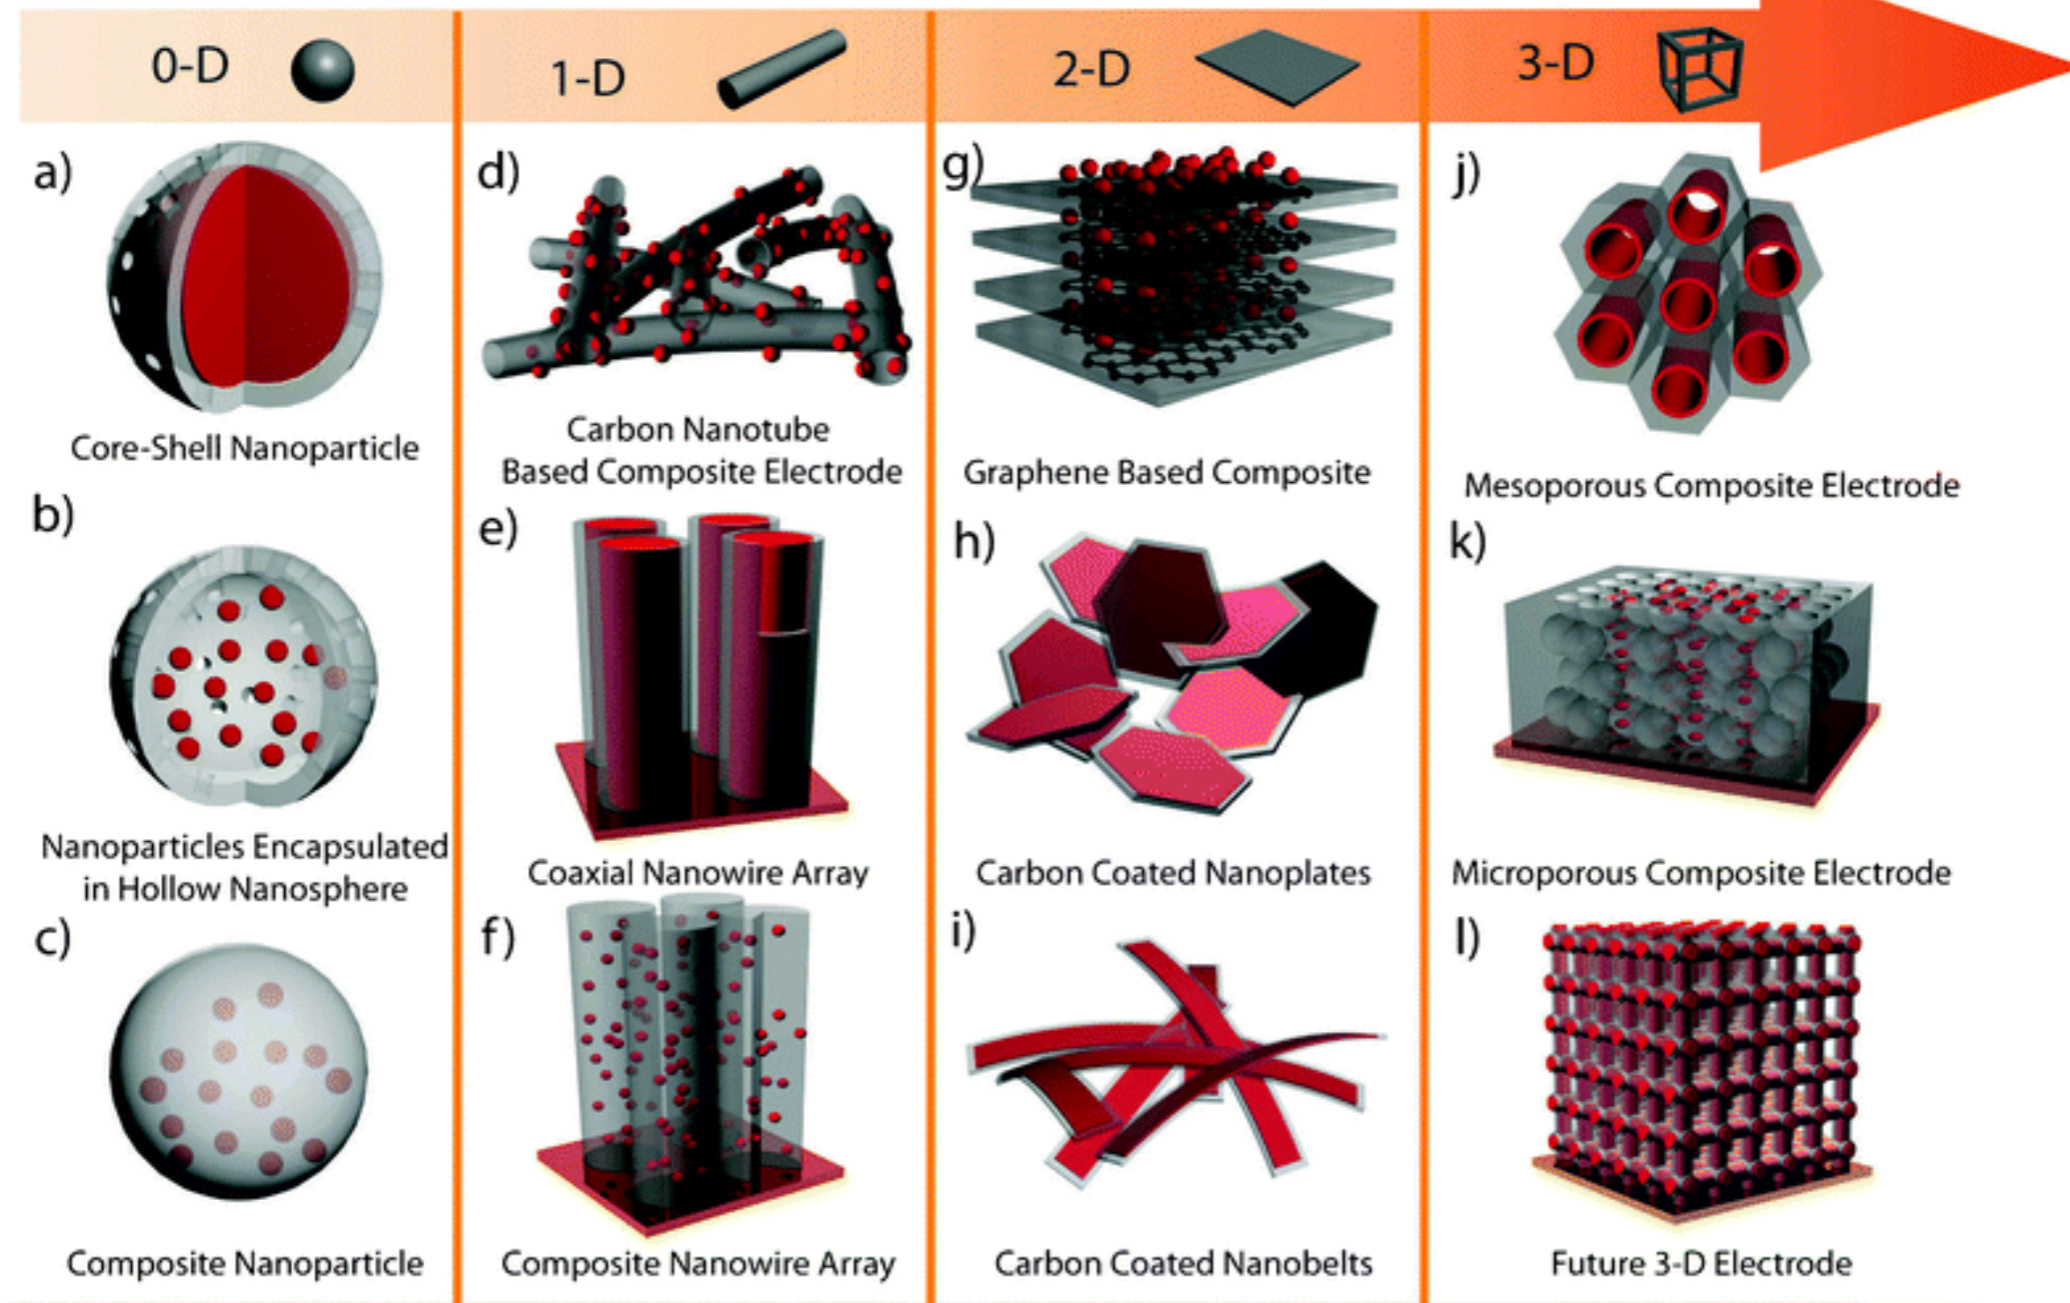 0-D
1-D
2-D
3-D
a)
Core-Shell Nanoparticle
b)
Nanoparticles Encapsulated
in Hollow Nanosphere
c)
Composite Nanoparticle
d)
Carbon Nanotube
Based Composite Electrode
e)
Coaxial Nanowire Array
f)
Composite Nanowire Array
g)
Graphene Based Composite
h)
Carbon Coated Nanoplates
i)
Carbon Coated Nanobelts
j)
Mesoporous Composite Electrode
k)
Microporous Composite Electrode
l)
Future 3-D Electrode